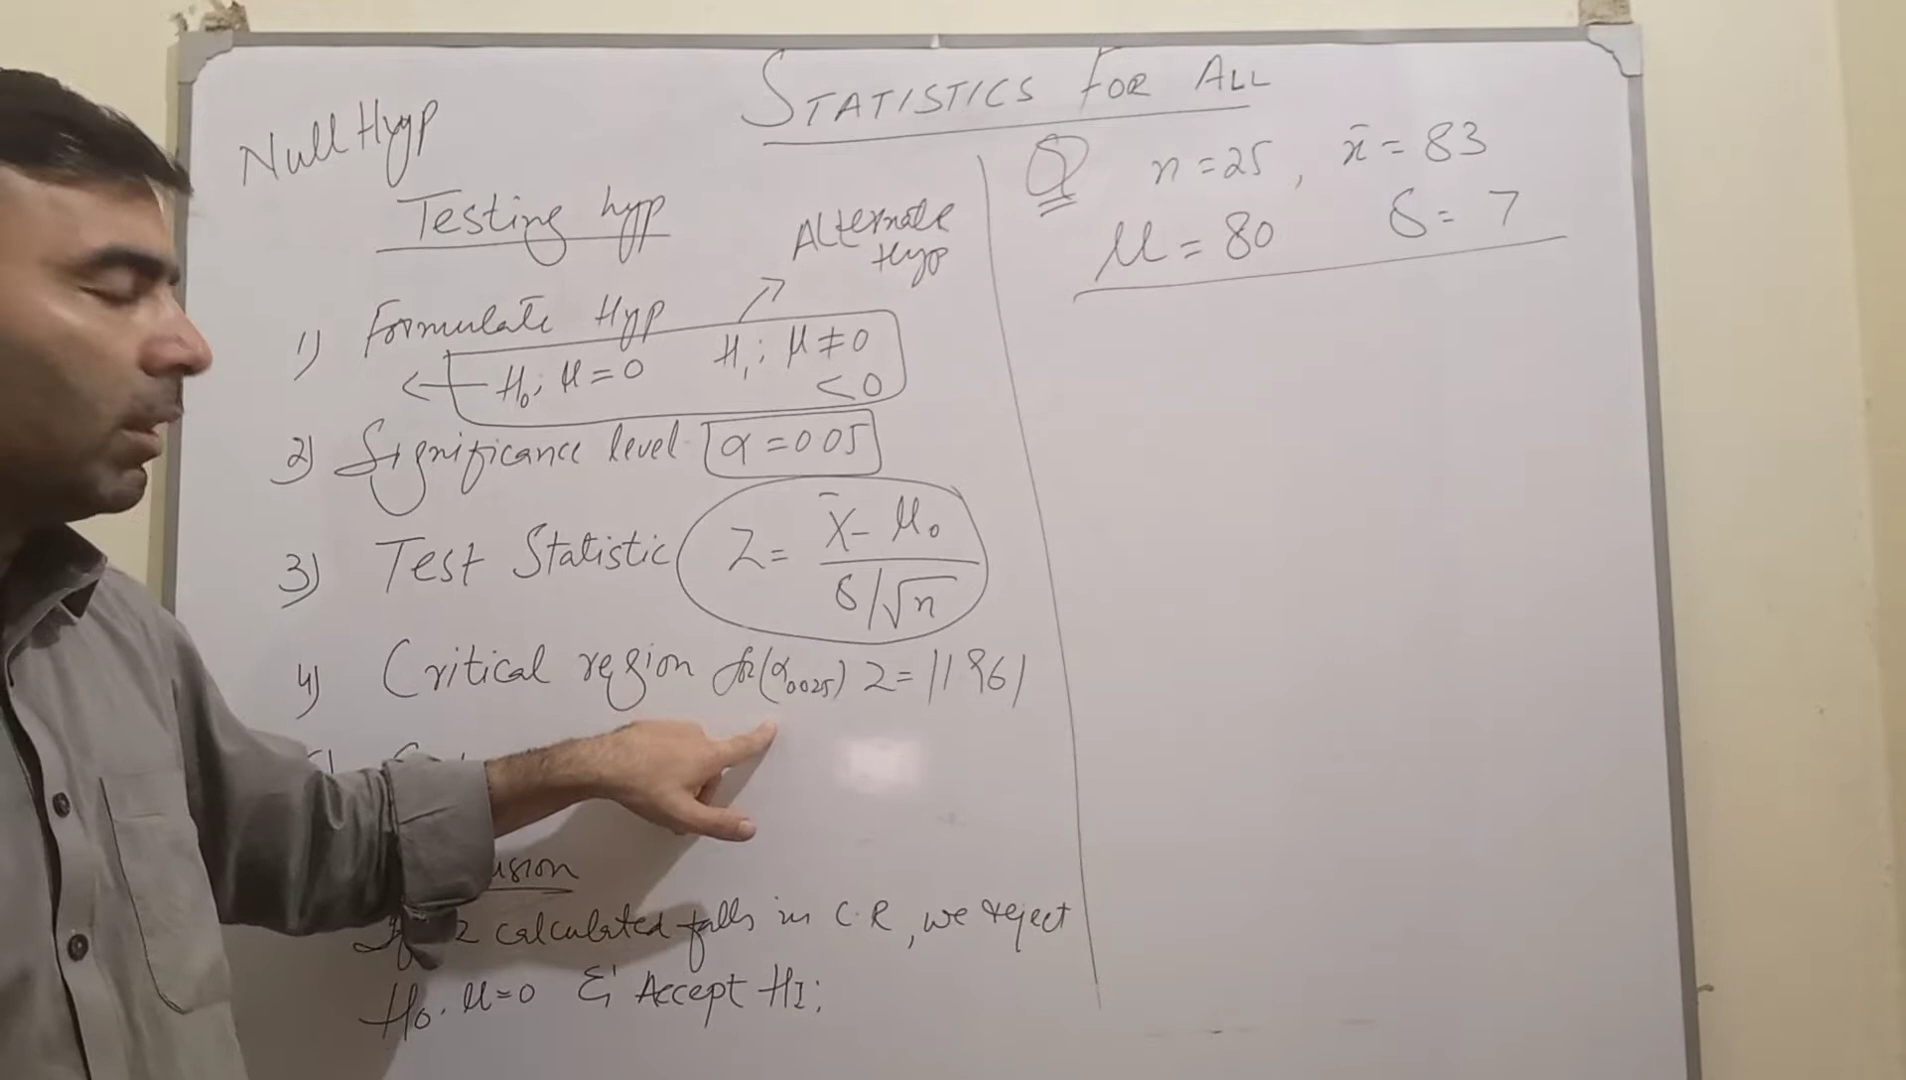 STATISTICS FOR ALL
Null Hyp
Testing hyp
Alternate
Hyp
1) Formulate Hyp
H₀: μ = 0 H₁: μ ≠ 0
< 0
2) Significance level α = 0.05
3) Test Statistic Z = (X̄ - μ₀) / (σ/√n)
4) Critical region for (α0.025) Z = |1.96|
If Z calculated falls in C.R, we reject
H₀: μ=0 & Accept H1:
Q n = 25, x̄ = 83
μ = 80 σ = 7